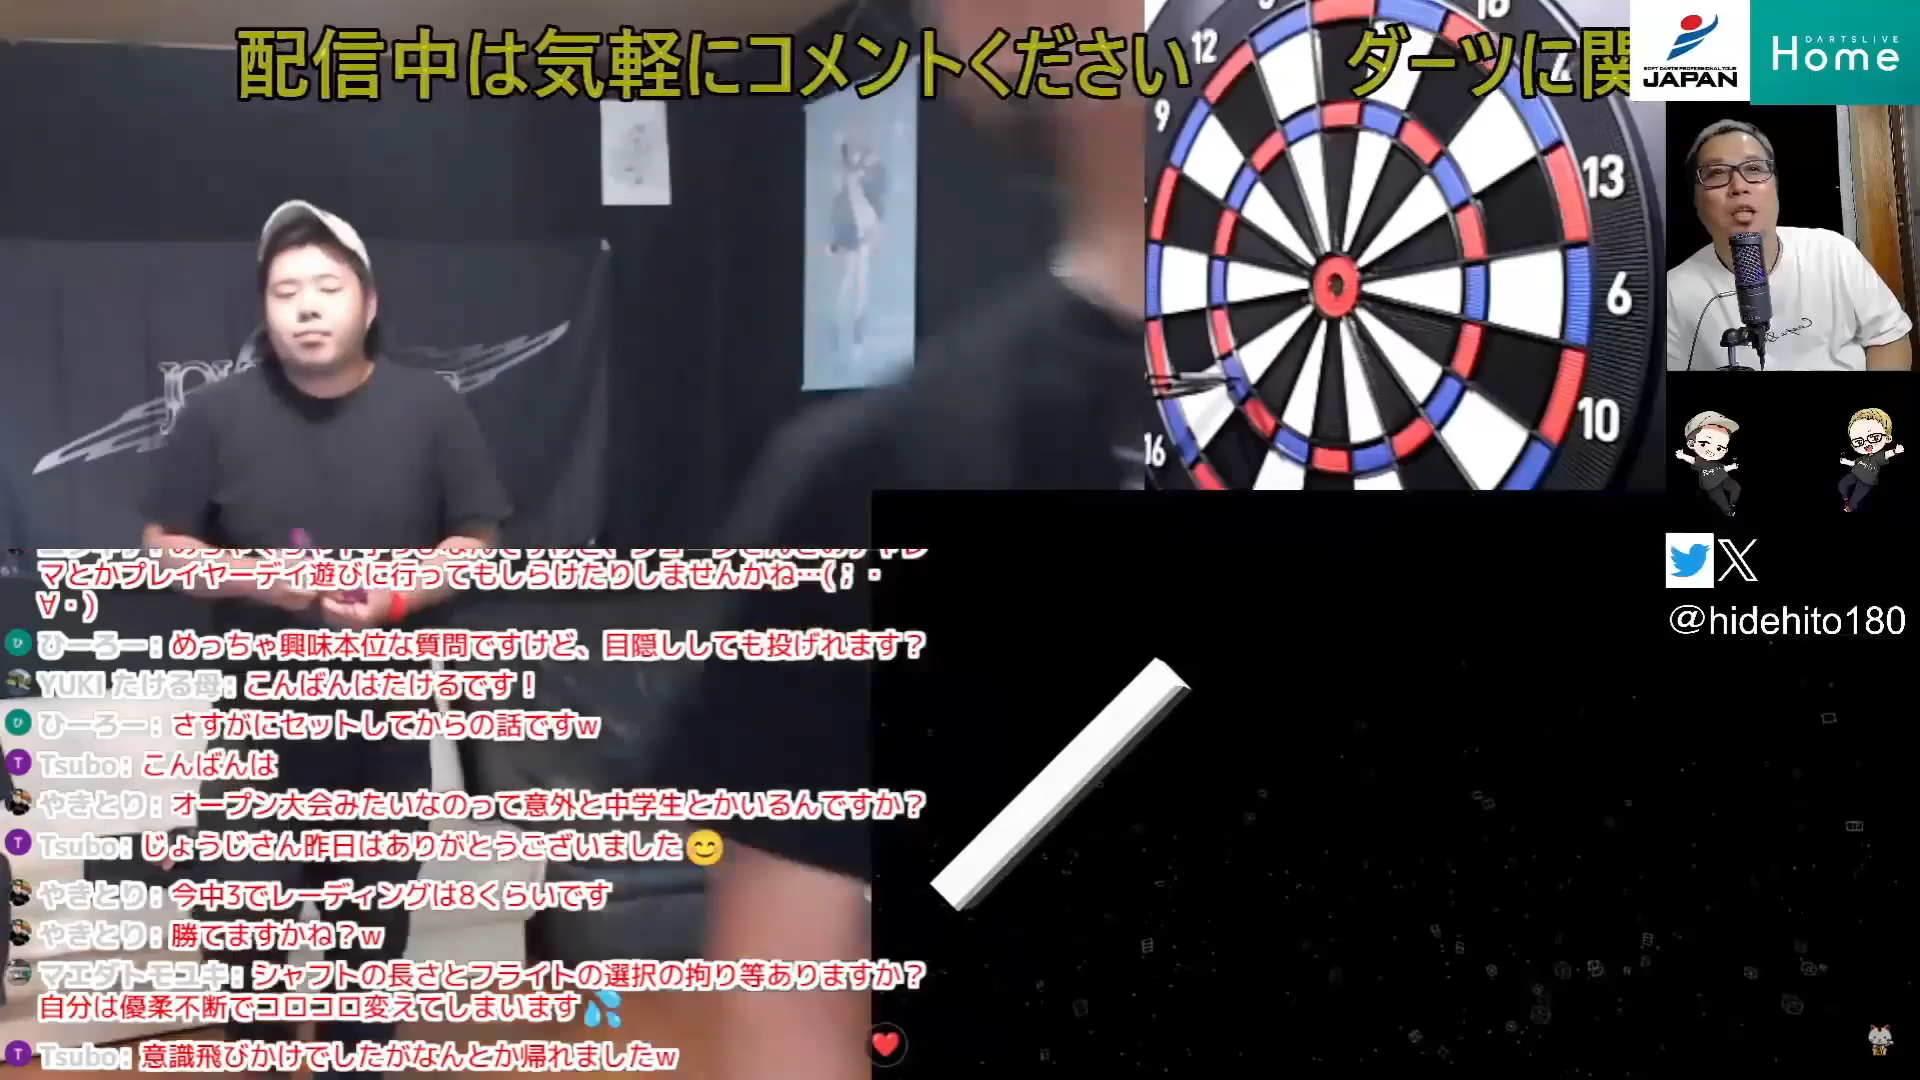 配信中は気軽にコメントください
ダーツに関
SOFT DARTS PROFESSIONAL TOUR
JAPAN
DARTSLIVE
Home
12
9
16
13
6
10
@hidehito180
マとかプレイヤーデイ遊びに行ってもしらけたりしませんかね…( ; ・
∀・)
ひーろー: めっちゃ興味本位な質問ですけど、目隠ししても投げれます？
YUKI たける母: こんばんはたけるです！
ひーろー: さすがにセットしてからの話ですw
Tsubo: こんばんは
やきとり: オープン大会みたいなのって意外と中学生とかいるんですか？
Tsubo: じょうじさん昨日はありがとうございました😊
やきとり: 今中3でレーディングは8くらいです
やきとり: 勝てますかね？w
マエダトモユキ: シャフトの長さとフライトの選択の拘り等ありますか？
自分は優柔不断でコロコロ変えてしまいます💦
Tsubo: 意識飛びかけでしたがなんとか帰れましたw